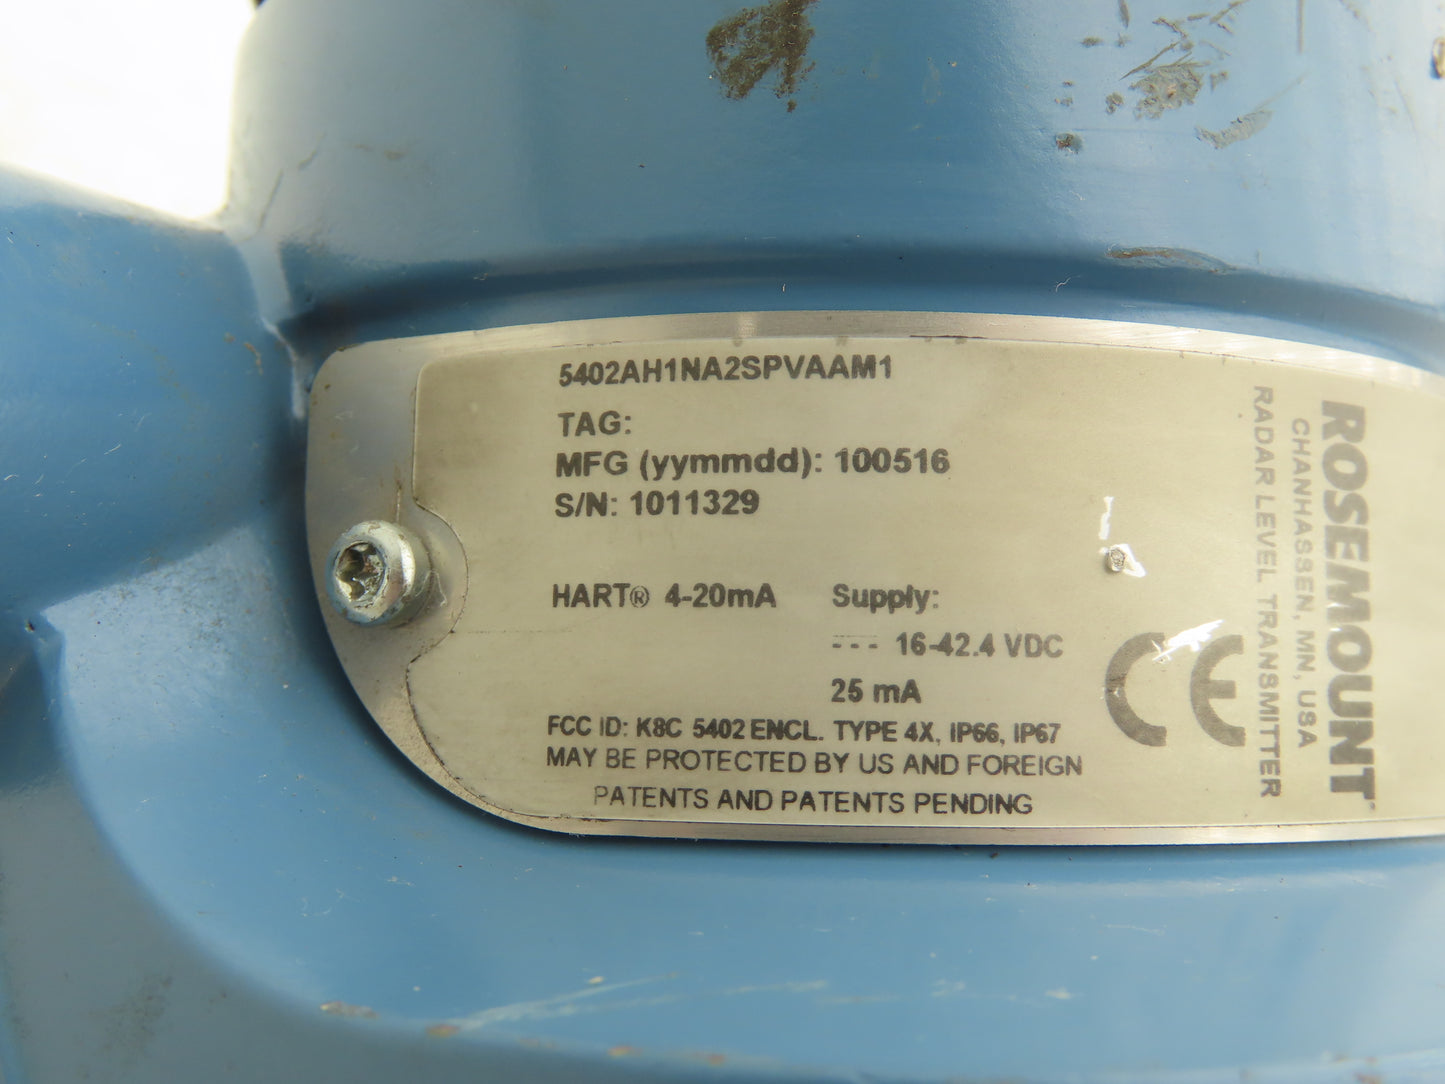 5402AH1NA2SPVAAM1
TAG:
MFG (yymmdd): 100516
S/N: 1011329
HART® 4-20mA Supply:
--- 16-42.4 VDC
25 mA
FCC ID: K8C 5402 ENCL. TYPE 4X, IP66, IP67
MAY BE PROTECTED BY US AND FOREIGN
PATENTS AND PATENTS PENDING
CE
ROSEMOUNT™
CHANHASSEN, MN, USA
RADAR LEVEL TRANSMITTER